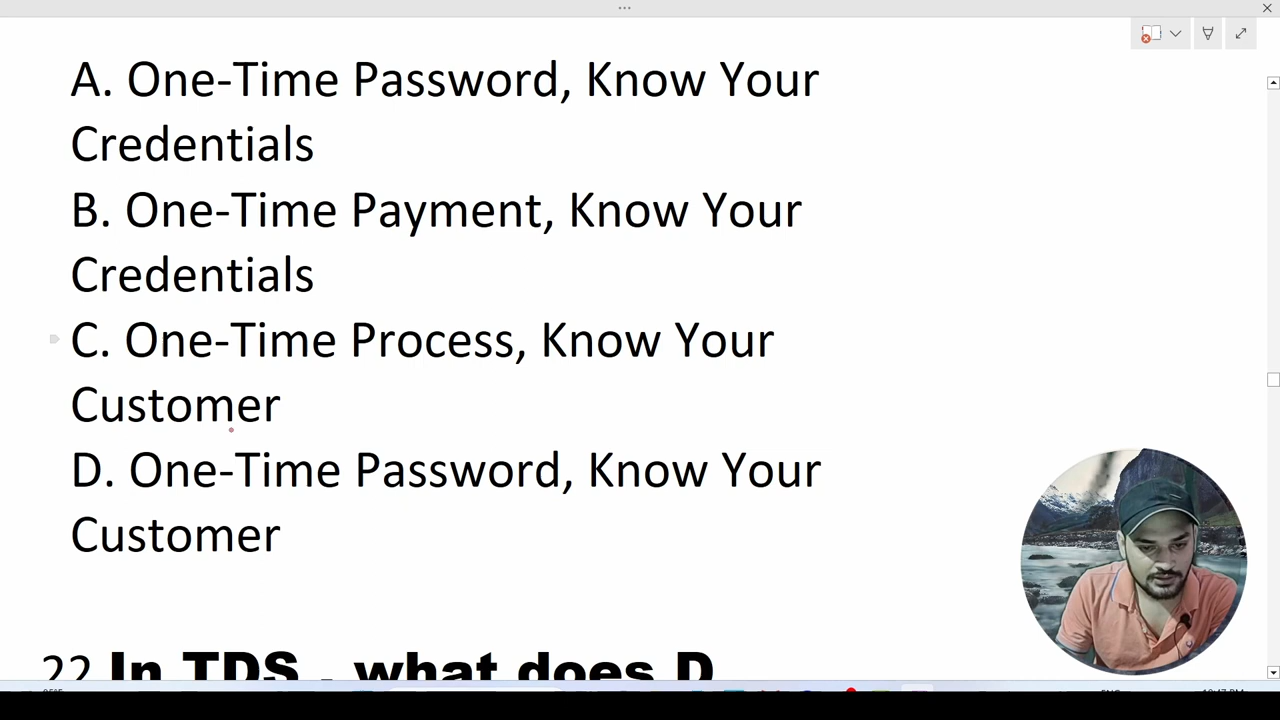 A. One-Time Password, Know Your
Credentials
B. One-Time Payment, Know Your
Credentials
C. One-Time Process, Know Your
Customer
D. One-Time Password, Know Your
Customer
22 In TDS , what does D